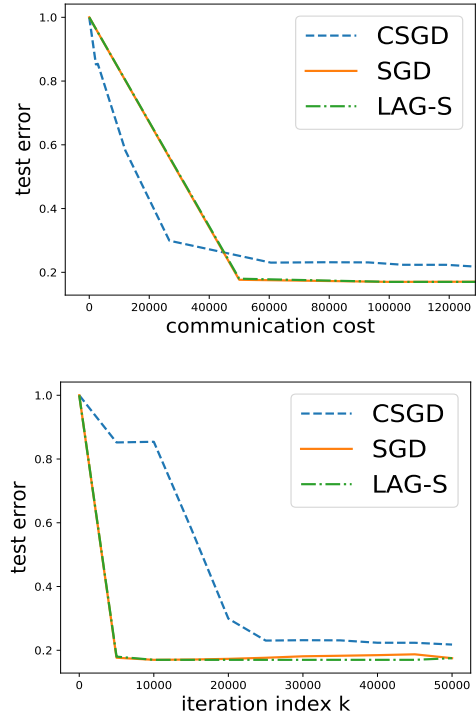 1.0
0.8
0.6
0.4
0.2
test error
CSGD
SGD
LAG-S
0 20000 40000 60000 80000 100000 120000
communication cost
1.0
0.8
0.6
0.4
0.2
test error
CSGD
SGD
LAG-S
0 10000 20000 30000 40000 50000
iteration index k